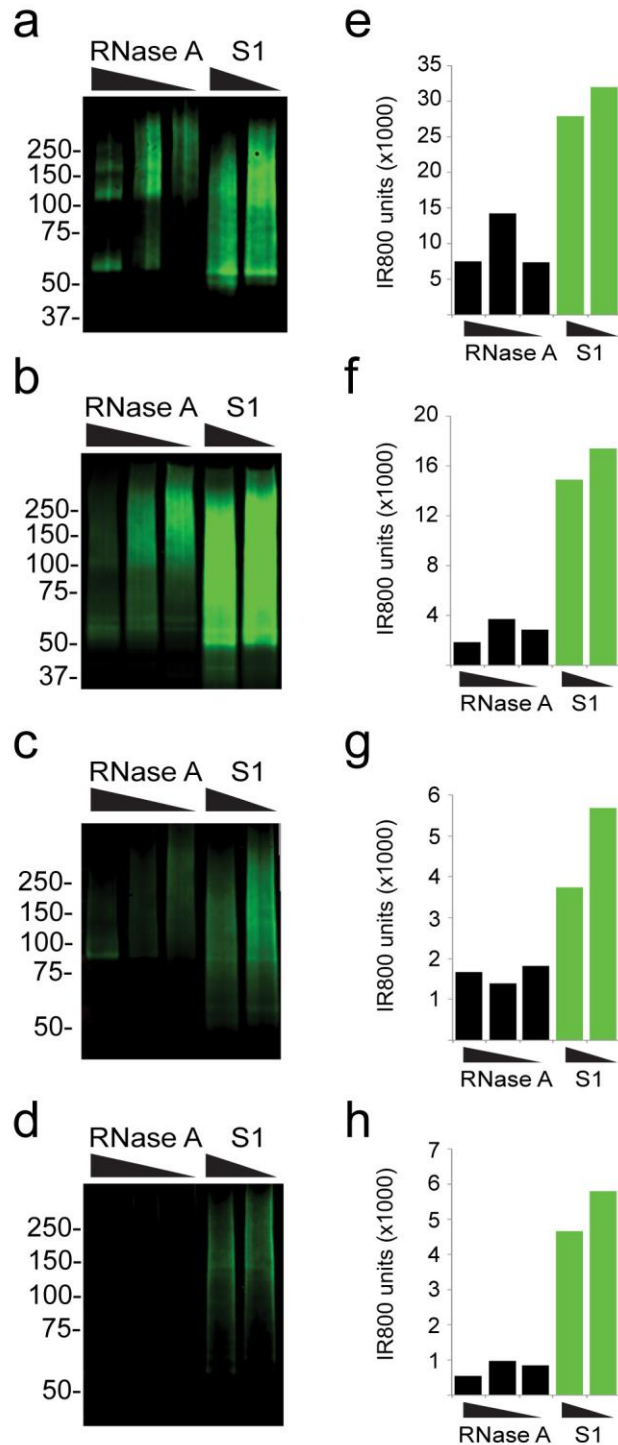 a
RNase A S1
250-
150-
100-
75-
50-
37-
e
IR800 units (x1000)
35
30
25
20
15
10
5
RNase A S1
b
RNase A S1
250-
150-
100-
75-
50-
37-
f
IR800 units (x1000)
20
16
12
8
4
RNase A S1
c
RNase A S1
250-
150-
100-
75-
50-
g
IR800 units (x1000)
6
5
4
3
2
1
RNase A S1
d
RNase A S1
250-
150-
100-
75-
50-
h
IR800 units (x1000)
7
6
5
4
3
2
1
RNase A S1